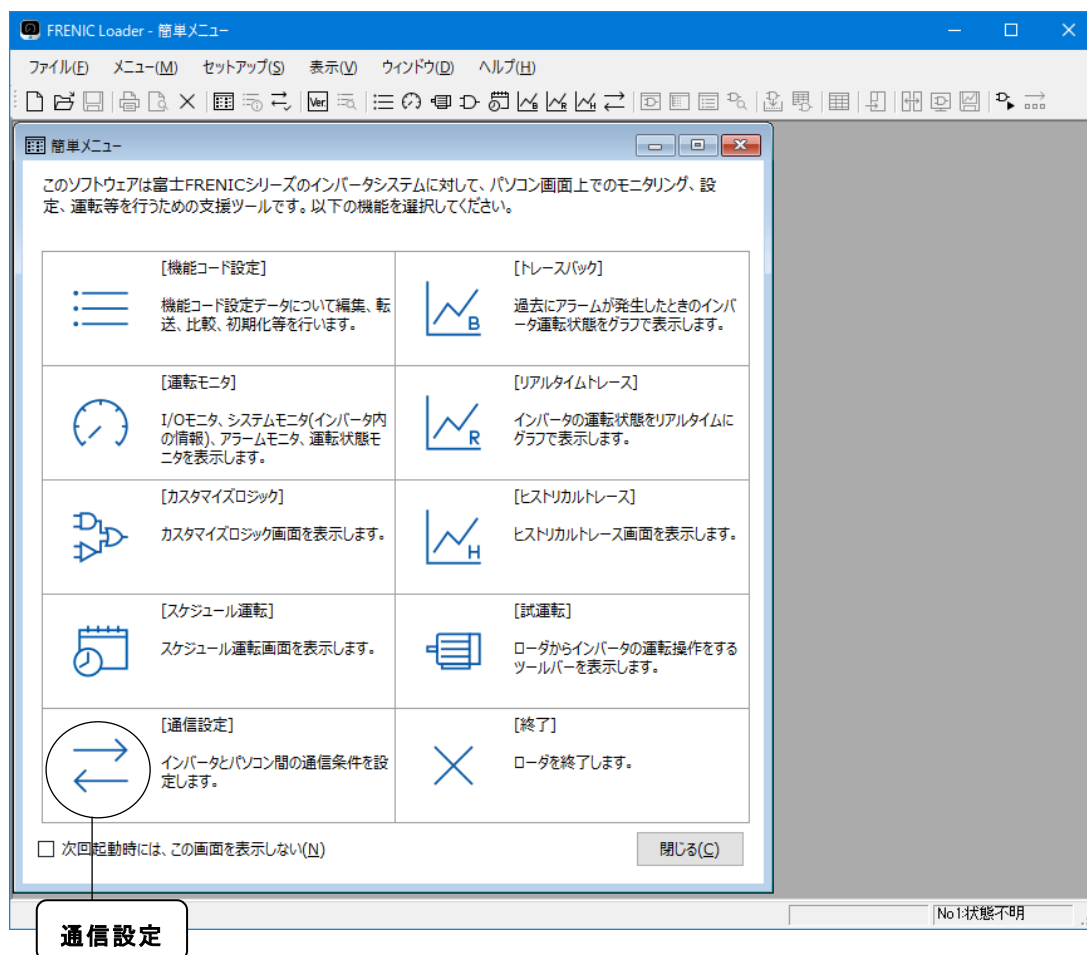 FRENIC Loader - 簡単メニュー
ファイル(F) メニュー(M) セットアップ(S) 表示(V) ウィンドウ(D) ヘルプ(H)
Ver.
B
R
H
簡単メニュー
このソフトウェアは富士FRENICシリーズのインバータシステムに対して、パソコン画面上でのモニタリング、設
定、運転等を行うための支援ツールです。以下の機能を選択してください。
[機能コード設定]
機能コード設定データについて編集、転
送、比較、初期化等を行います。
[トレースバック]
B
過去にアラームが発生したときのインバ
ータ運転状態をグラフで表示します。
[運転モニタ]
I/Oモニタ、システムモニタ(インバータ内
の情報)、アラームモニタ、運転状態モ
ニタを表示します。
[リアルタイムトレース]
R
インバータの運転状態をリアルタイムに
グラフで表示します。
[カスタマイズロジック]
カスタマイズロジック画面を表示します。
[ヒストリカルトレース]
H
ヒストリカルトレース画面を表示します。
[スケジュール運転]
スケジュール運転画面を表示します。
[試運転]
ローダからインバータの運転操作をする
ツールバーを表示します。
[通信設定]
インバータとパソコン間の通信条件を設
定します。
[終了]
ローダを終了します。
次回起動時には、この画面を表示しない(N)
閉じる(C)
No1:状態不明
通信設定